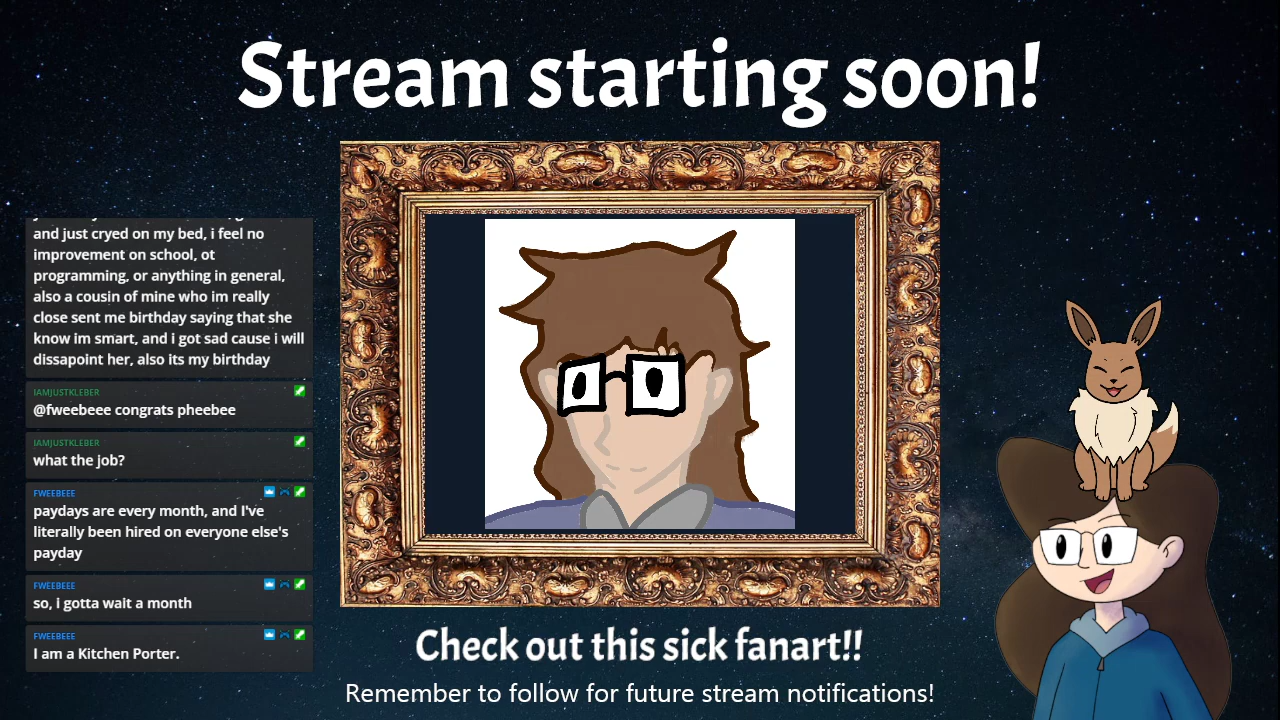 Stream starting soon!
and just cryed on my bed, i feel no
improvement on school, ot
programming, or anything in general,
also a cousin of mine who im really
close sent me birthday saying that she
know im smart, and i got sad cause i will
dissapoint her, also its my birthday
IAMJUSTKLEBER
@fweebeee congrats pheebee
IAMJUSTKLEBER
what the job?
FWEEBEEE
paydays are every month, and I've
literally been hired on everyone else's
payday
FWEEBEEE
so, I gotta wait a month
FWEEBEEE
I am a Kitchen Porter.
Check out this sick fanart!!
Remember to follow for future stream notifications!